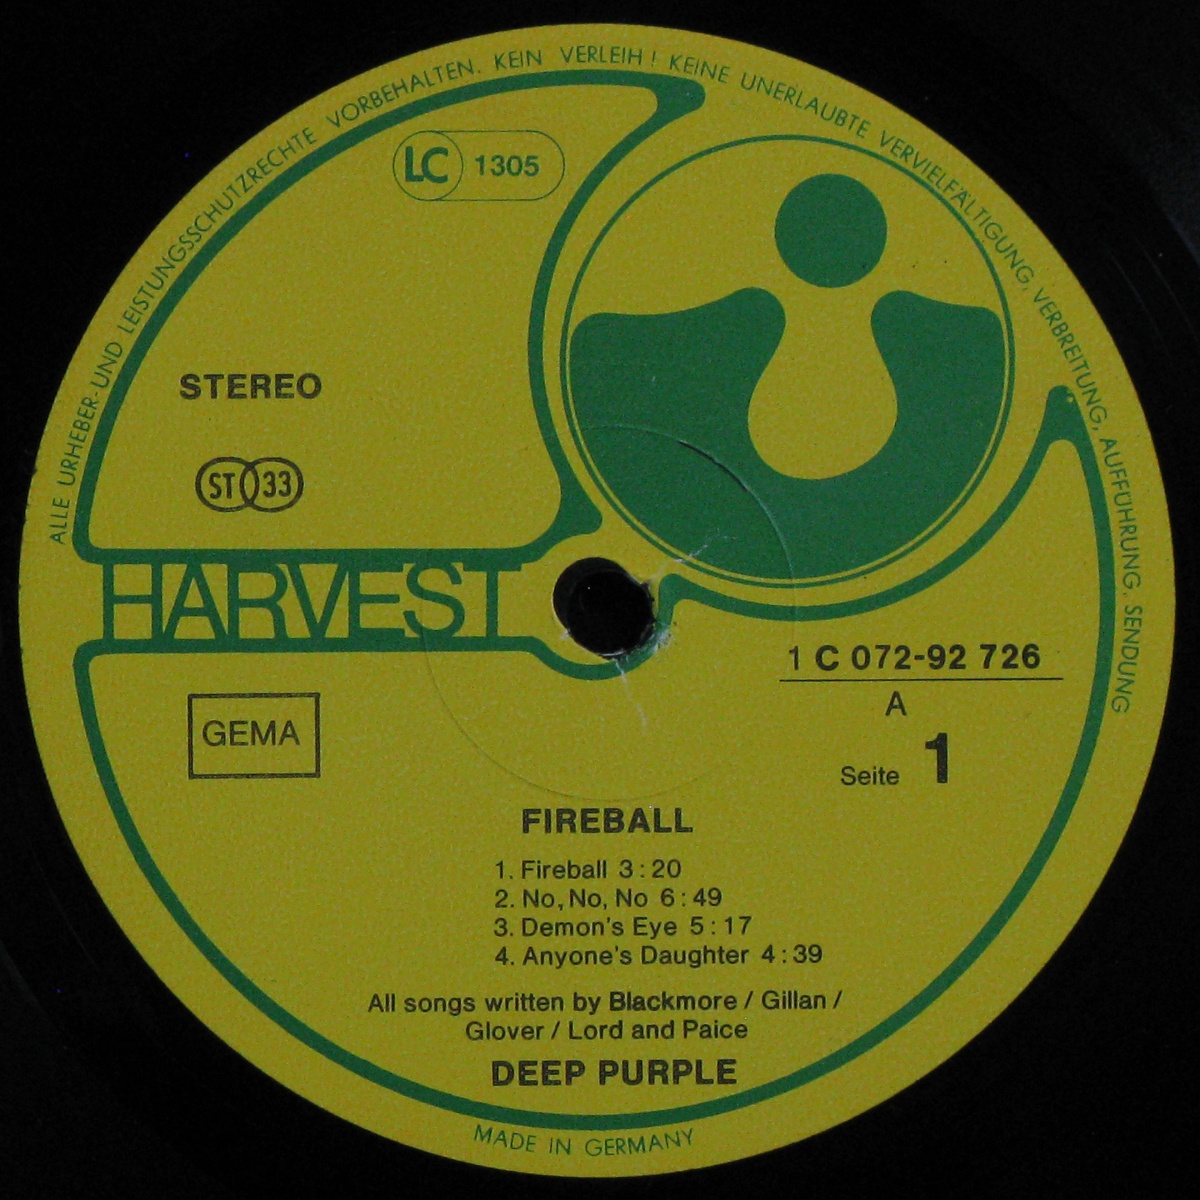 ALLE URHEBER- UND LEISTUNGSSCHUTZRECHTE VORBEHALTEN. KEIN VERLEIH! KEINE UNERLAUBTE VERVIELFÄLTIGUNG, VERBREITUNG, AUFFÜHRUNG, SENDUNG
LC 1305
STEREO
ST 33
HARVEST
1 C 072-92 726
A
GEMA
Seite 1
FIREBALL
1. Fireball 3:20
2. No, No, No 6:49
3. Demon's Eye 5:17
4. Anyone's Daughter 4:39
All songs written by Blackmore / Gillan /
Glover / Lord and Paice
DEEP PURPLE
MADE IN GERMANY